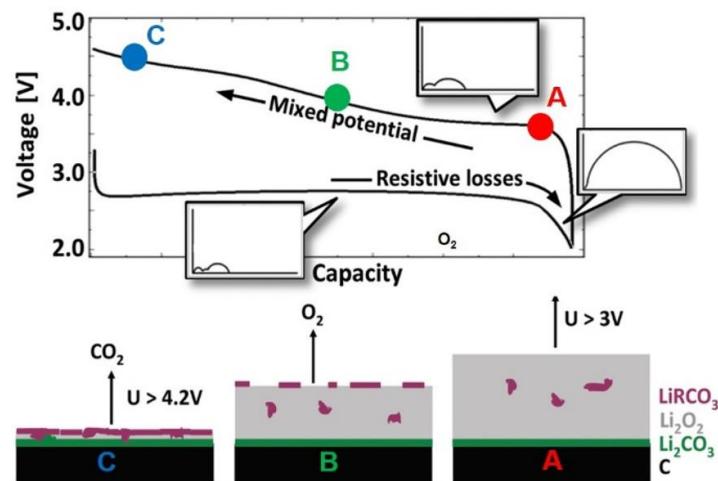 5.0
4.0
3.0
2.0
Voltage [V]
C
B
A
Mixed potential
Resistive losses
O₂
Capacity
CO₂
U > 4.2V
O₂
U > 3V
LiRCO₃
Li₂O₂
Li₂CO₃
C
C
B
A